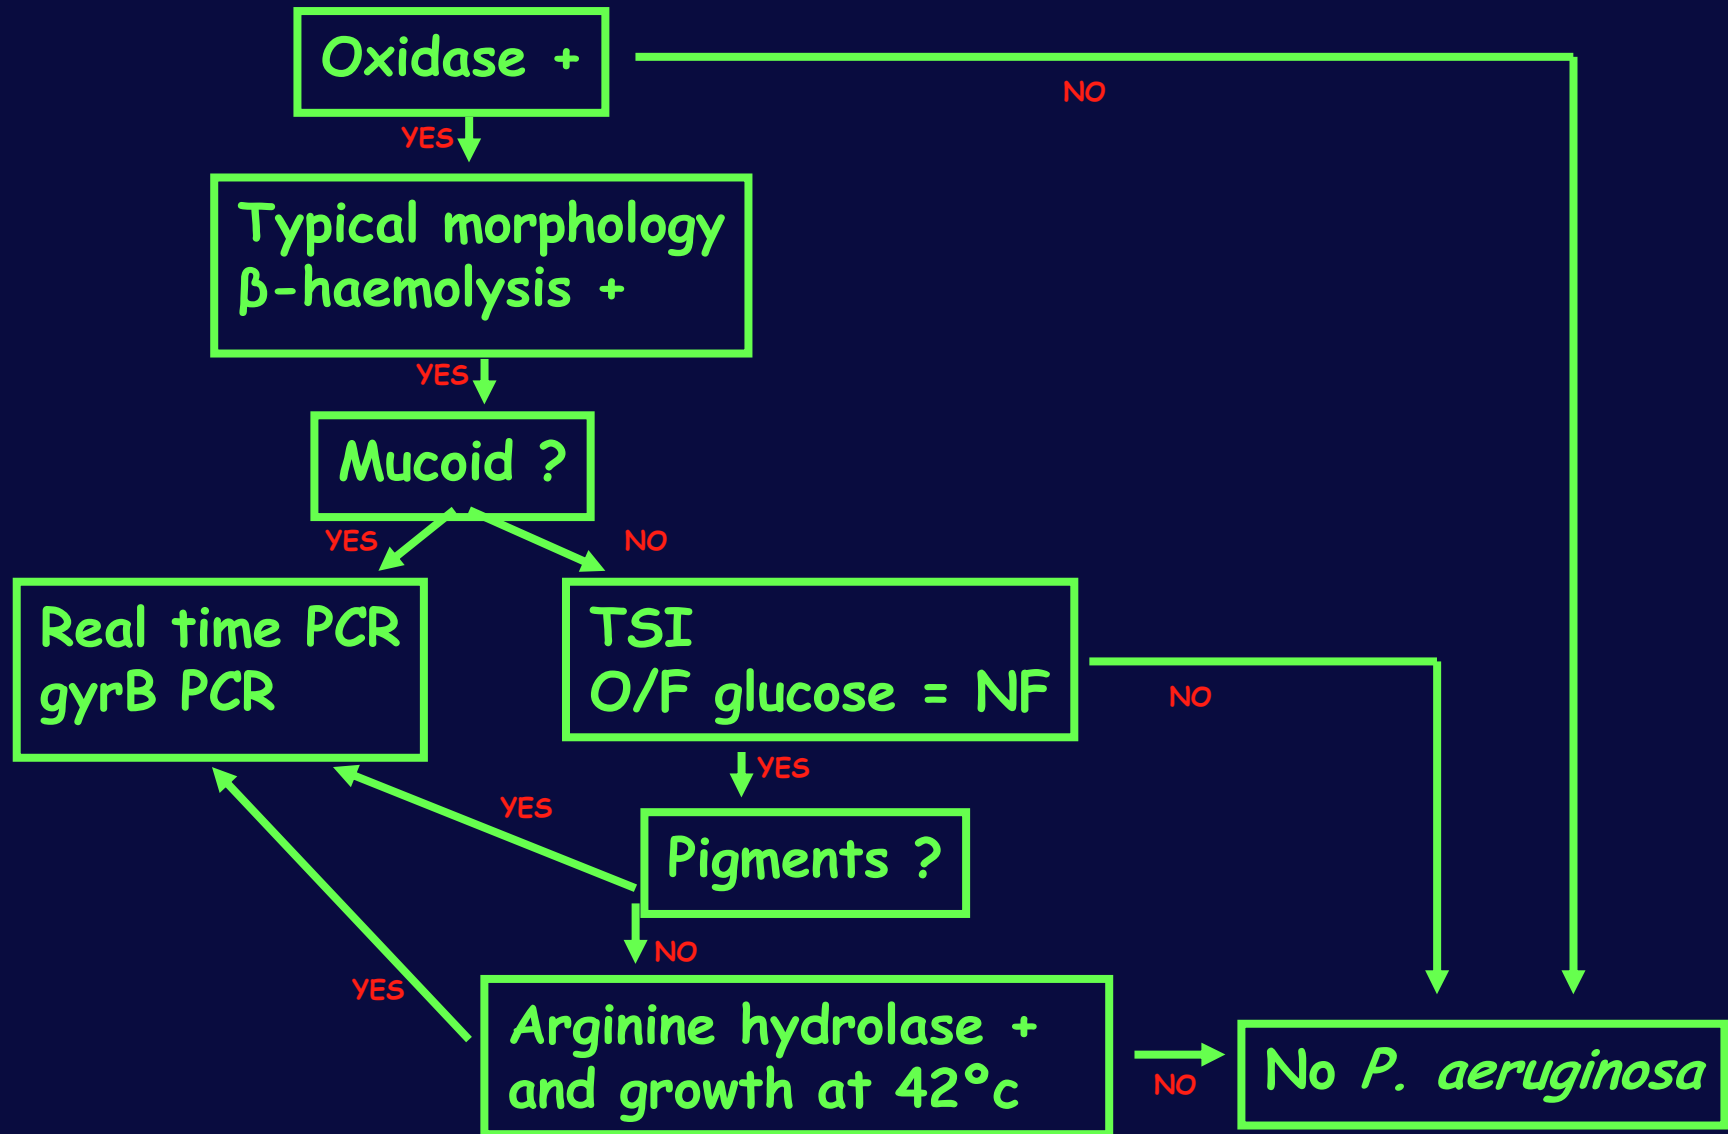 Oxidase +
NO
YES
Typical morphology
β-haemolysis +
YES
Mucoid ?
YES
NO
Real time PCR
gyrB PCR
TSI
O/F glucose = NF
NO
YES
YES
Pigments ?
NO
YES
Arginine hydrolase +
and growth at 42°c
NO
No P. aeruginosa